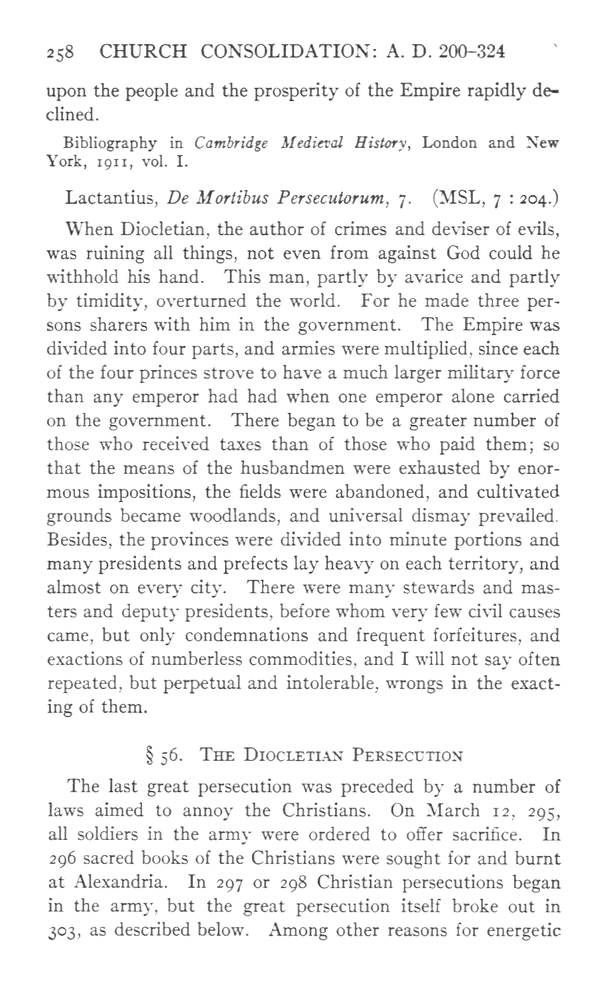 258 CHURCH CONSOLIDATION: A. D. 200–324
upon the people and the prosperity of the Empire rapidly de-
clined.
Bibliography in Cambridge Medieval History, London and New
York, 1911, vol. I.
Lactantius, De Mortibus Persecutorum, 7. (MSL, 7 : 204.)
When Diocletian, the author of crimes and deviser of evils,
was ruining all things, not even from against God could he
withhold his hand. This man, partly by avarice and partly
by timidity, overturned the world. For he made three per-
sons sharers with him in the government. The Empire was
divided into four parts, and armies were multiplied, since each
of the four princes strove to have a much larger military force
than any emperor had had when one emperor alone carried
on the government. There began to be a greater number of
those who received taxes than of those who paid them; so
that the means of the husbandmen were exhausted by enor-
mous impositions, the fields were abandoned, and cultivated
grounds became woodlands, and universal dismay prevailed.
Besides, the provinces were divided into minute portions and
many presidents and prefects lay heavy on each territory, and
almost on every city. There were many stewards and mas-
ters and deputy presidents, before whom very few civil causes
came, but only condemnations and frequent forfeitures, and
exactions of numberless commodities, and I will not say often
repeated, but perpetual and intolerable, wrongs in the exact-
ing of them.
§ 56. The Diocletian Persecution
The last great persecution was preceded by a number of
laws aimed to annoy the Christians. On March 12, 295,
all soldiers in the army were ordered to offer sacrifice. In
296 sacred books of the Christians were sought for and burnt
at Alexandria. In 297 or 298 Christian persecutions began
in the army, but the great persecution itself broke out in
303, as described below. Among other reasons for energetic